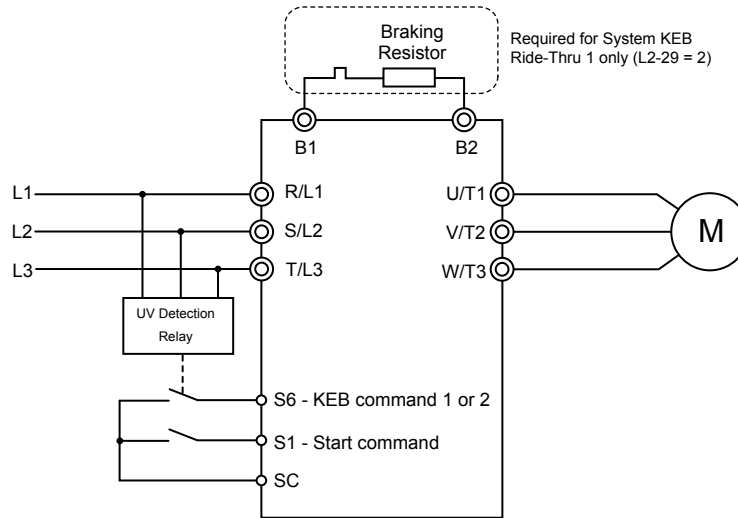 Braking
Resistor
Required for System KEB
Ride-Thru 1 only (L2-29 = 2)
B1
B2
L1
R/L1
U/T1
L2
S/L2
V/T2
M
L3
T/L3
W/T3
UV Detection
Relay
S6 - KEB command 1 or 2
S1 - Start command
SC